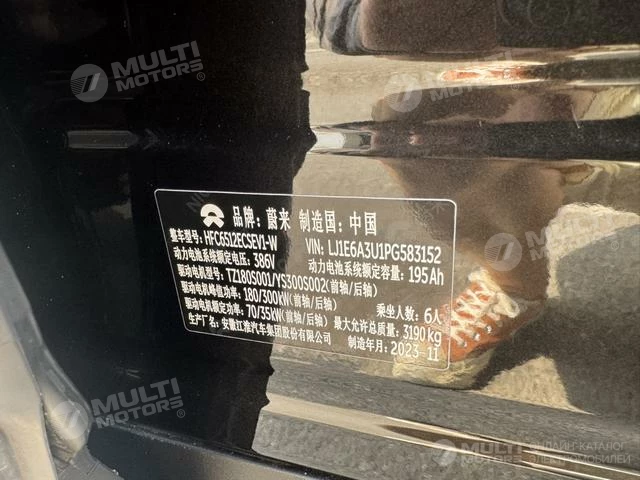 MULTI
MOTORS
MULTI
MOTORS
品牌: 蔚来 制造国: 中国
整车型号: HFC6512ECSEV1-W VIN: LJ1E6A3U1PG583152
动力电池系统额定电压: 386V 动力电池系统额定容量: 195Ah
驱动电机型号: TZ180S001/YS300S002(前轴/后轴)
驱动电机峰值功率: 180/300kW(前轴/后轴) 乘坐人数: 6人
驱动电机额定功率: 70/35kW(前轴/后轴) 最大允许总质量: 3190kg
生产厂名: 安徽江淮汽车集团股份有限公司 制造年月: 2023-11
MULTI
MOTORS
MULTI
MOTORS
ОНЛАЙН-КАТАЛОГ
АВТОМОБИЛЕЙ